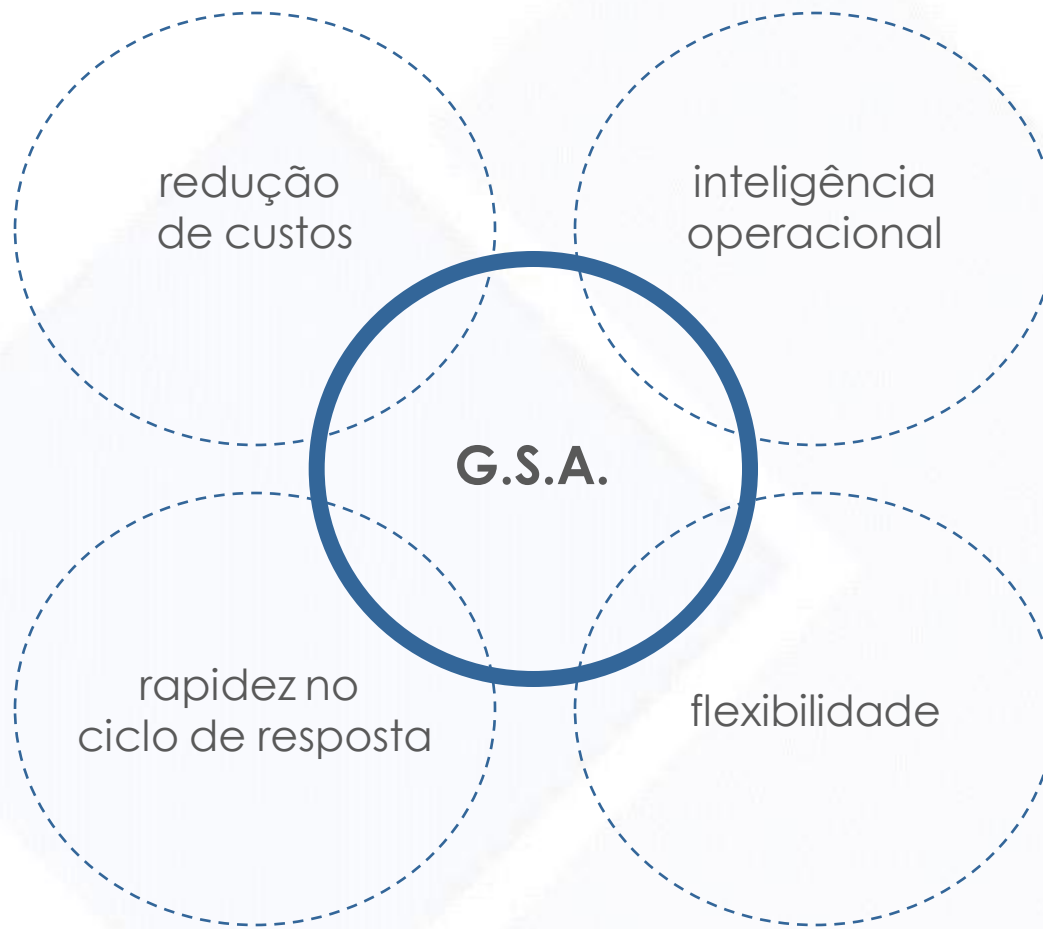 redução
de custos
inteligência
operacional
G.S.A.
rapidez no
ciclo de resposta
flexibilidade